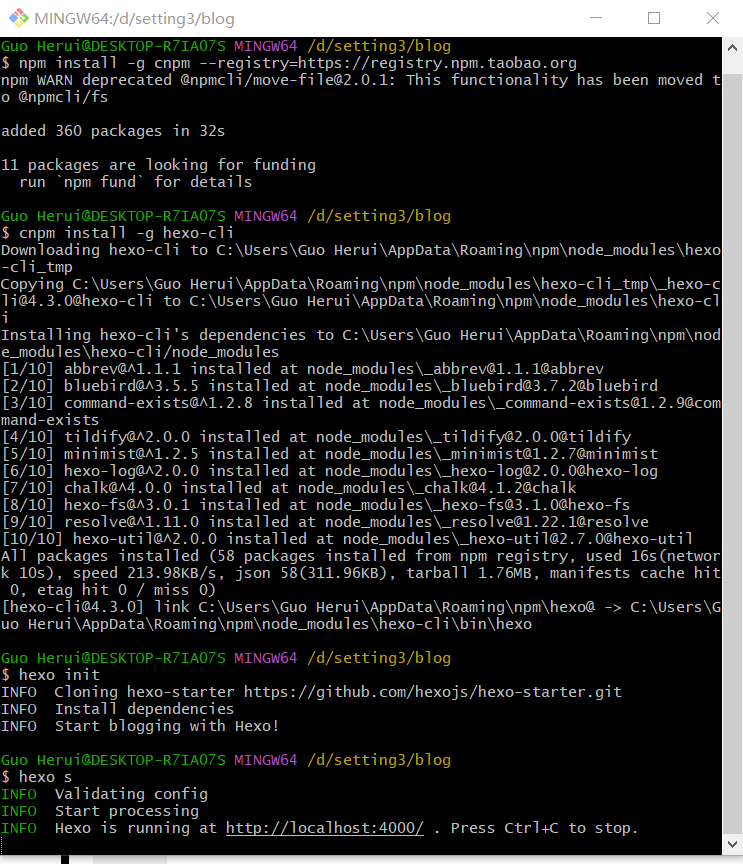 MINGW64:/d/setting3/blog
Guo Herui@DESKTOP-R7IAO7S MINGW64 /d/setting3/blog
$ npm install -g cnpm --registry=https://registry.npm.taobao.org
npm WARN deprecated @npmcli/move-file@2.0.1: This functionality has been moved t
o @npmcli/fs
added 360 packages in 32s
11 packages are looking for funding
  run `npm fund` for details
Guo Herui@DESKTOP-R7IAO7S MINGW64 /d/setting3/blog
$ cnpm install -g hexo-cli
Downloading hexo-cli to C:\Users\Guo Herui\AppData\Roaming\npm\node_modules\hexo
-cli_tmp
Copying C:\Users\Guo Herui\AppData\Roaming\npm\node_modules\hexo-cli_tmp\_hexo-c
li@4.3.0@hexo-cli to C:\Users\Guo Herui\AppData\Roaming\npm\node_modules\hexo-cl
i
Installing hexo-cli's dependencies to C:\Users\Guo Herui\AppData\Roaming\npm\nod
e_modules\hexo-cli/node_modules
[1/10] abbrev@^1.1.1 installed at node_modules\_abbrev@1.1.1@abbrev
[2/10] bluebird@^3.5.5 installed at node_modules\_bluebird@3.7.2@bluebird
[3/10] command-exists@^1.2.8 installed at node_modules\_command-exists@1.2.9@com
mand-exists
[4/10] tildify@^2.0.0 installed at node_modules\_tildify@2.0.0@tildify
[5/10] minimist@^1.2.5 installed at node_modules\_minimist@1.2.7@minimist
[6/10] hexo-log@^2.0.0 installed at node_modules\_hexo-log@2.0.0@hexo-log
[7/10] chalk@^4.0.0 installed at node_modules\_chalk@4.1.2@chalk
[8/10] hexo-fs@^3.0.1 installed at node_modules\_hexo-fs@3.1.0@hexo-fs
[9/10] resolve@^1.11.0 installed at node_modules\_resolve@1.22.1@resolve
[10/10] hexo-util@^2.0.0 installed at node_modules\_hexo-util@2.7.0@hexo-util
All packages installed (58 packages installed from npm registry, used 16s(networ
k 10s), speed 213.98KB/s, json 58(311.96KB), tarball 1.76MB, manifests cache hit
 0, etag hit 0 / miss 0)
[hexo-cli@4.3.0] link C:\Users\Guo Herui\AppData\Roaming\npm\hexo@ -> C:\Users\G
uo Herui\AppData\Roaming\npm\node_modules\hexo-cli\bin\hexo
Guo Herui@DESKTOP-R7IAO7S MINGW64 /d/setting3/blog
$ hexo init
INFO  Cloning hexo-starter https://github.com/hexojs/hexo-starter.git
INFO  Install dependencies
INFO  Start blogging with Hexo!
Guo Herui@DESKTOP-R7IAO7S MINGW64 /d/setting3/blog
$ hexo s
INFO  Validating config
INFO  Start processing
INFO  Hexo is running at http://localhost:4000/ . Press Ctrl+C to stop.